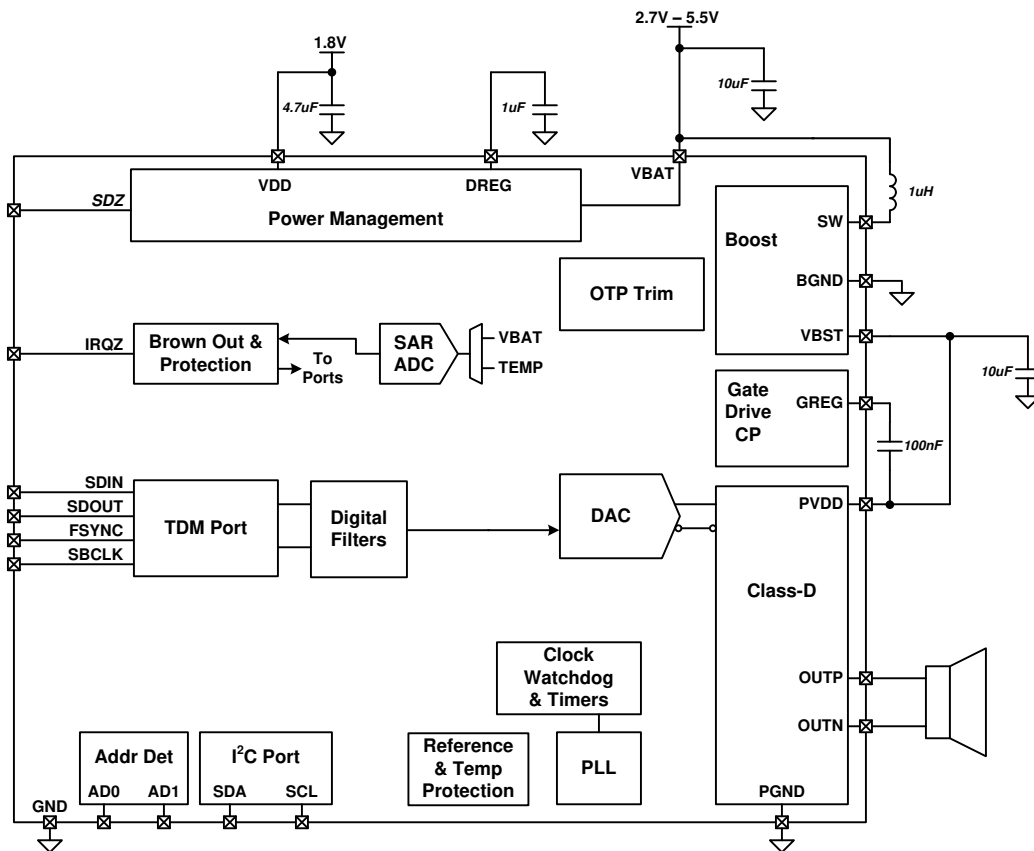 2.7V – 5.5V
1.8V
4.7uF
1uF
10uF
VDD
DREG
VBAT
SDZ
Power Management
1uH
SW
Boost
BGND
VBST
OTP Trim
IRQZ
Brown Out &
Protection
To
Ports
SAR
ADC
VBAT
TEMP
10uF
Gate
Drive
CP
GREG
100nF
SDIN
SDOUT
FSYNC
SBCLK
TDM Port
Digital
Filters
DAC
PVDD
Class-D
OUTP
OUTN
PGND
Clock
Watchdog
& Timers
PLL
Reference
& Temp
Protection
Addr Det
AD0
AD1
I²C Port
SDA
SCL
GND